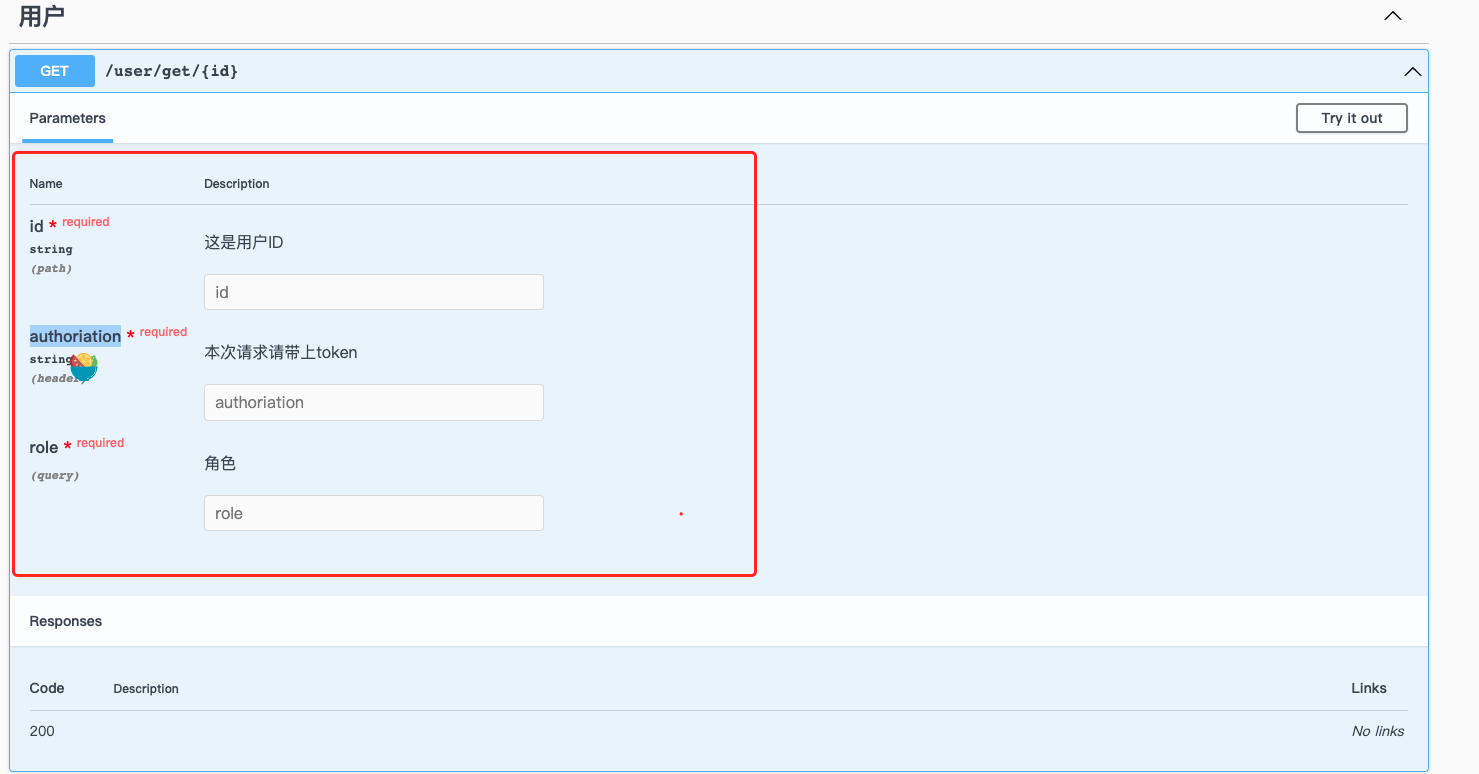 用户
GET /user/get/{id}
Parameters
Try it out
Name Description
id * required
string
(path)
这是用户ID
id
authoriation * required
string
(header)
本次请求请带上token
authoriation
role * required
(query)
角色
role
Responses
Code Description Links
200 No links